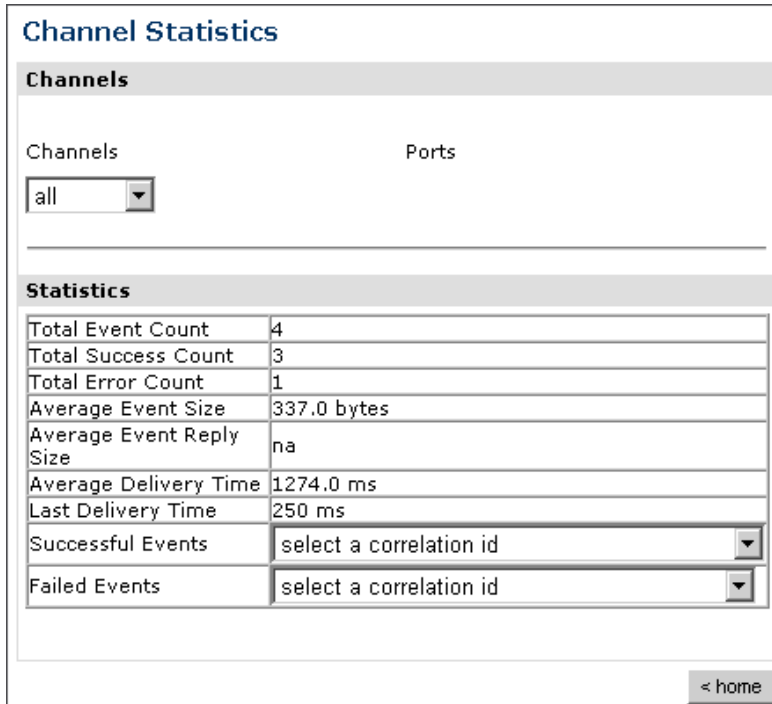 Channel Statistics
Channels
Channels Ports
all
Statistics
Total Event Count 4
Total Success Count 3
Total Error Count 1
Average Event Size 337.0 bytes
Average Event Reply
Size na
Average Delivery Time 1274.0 ms
Last Delivery Time 250 ms
Successful Events select a correlation id
Failed Events select a correlation id
< home